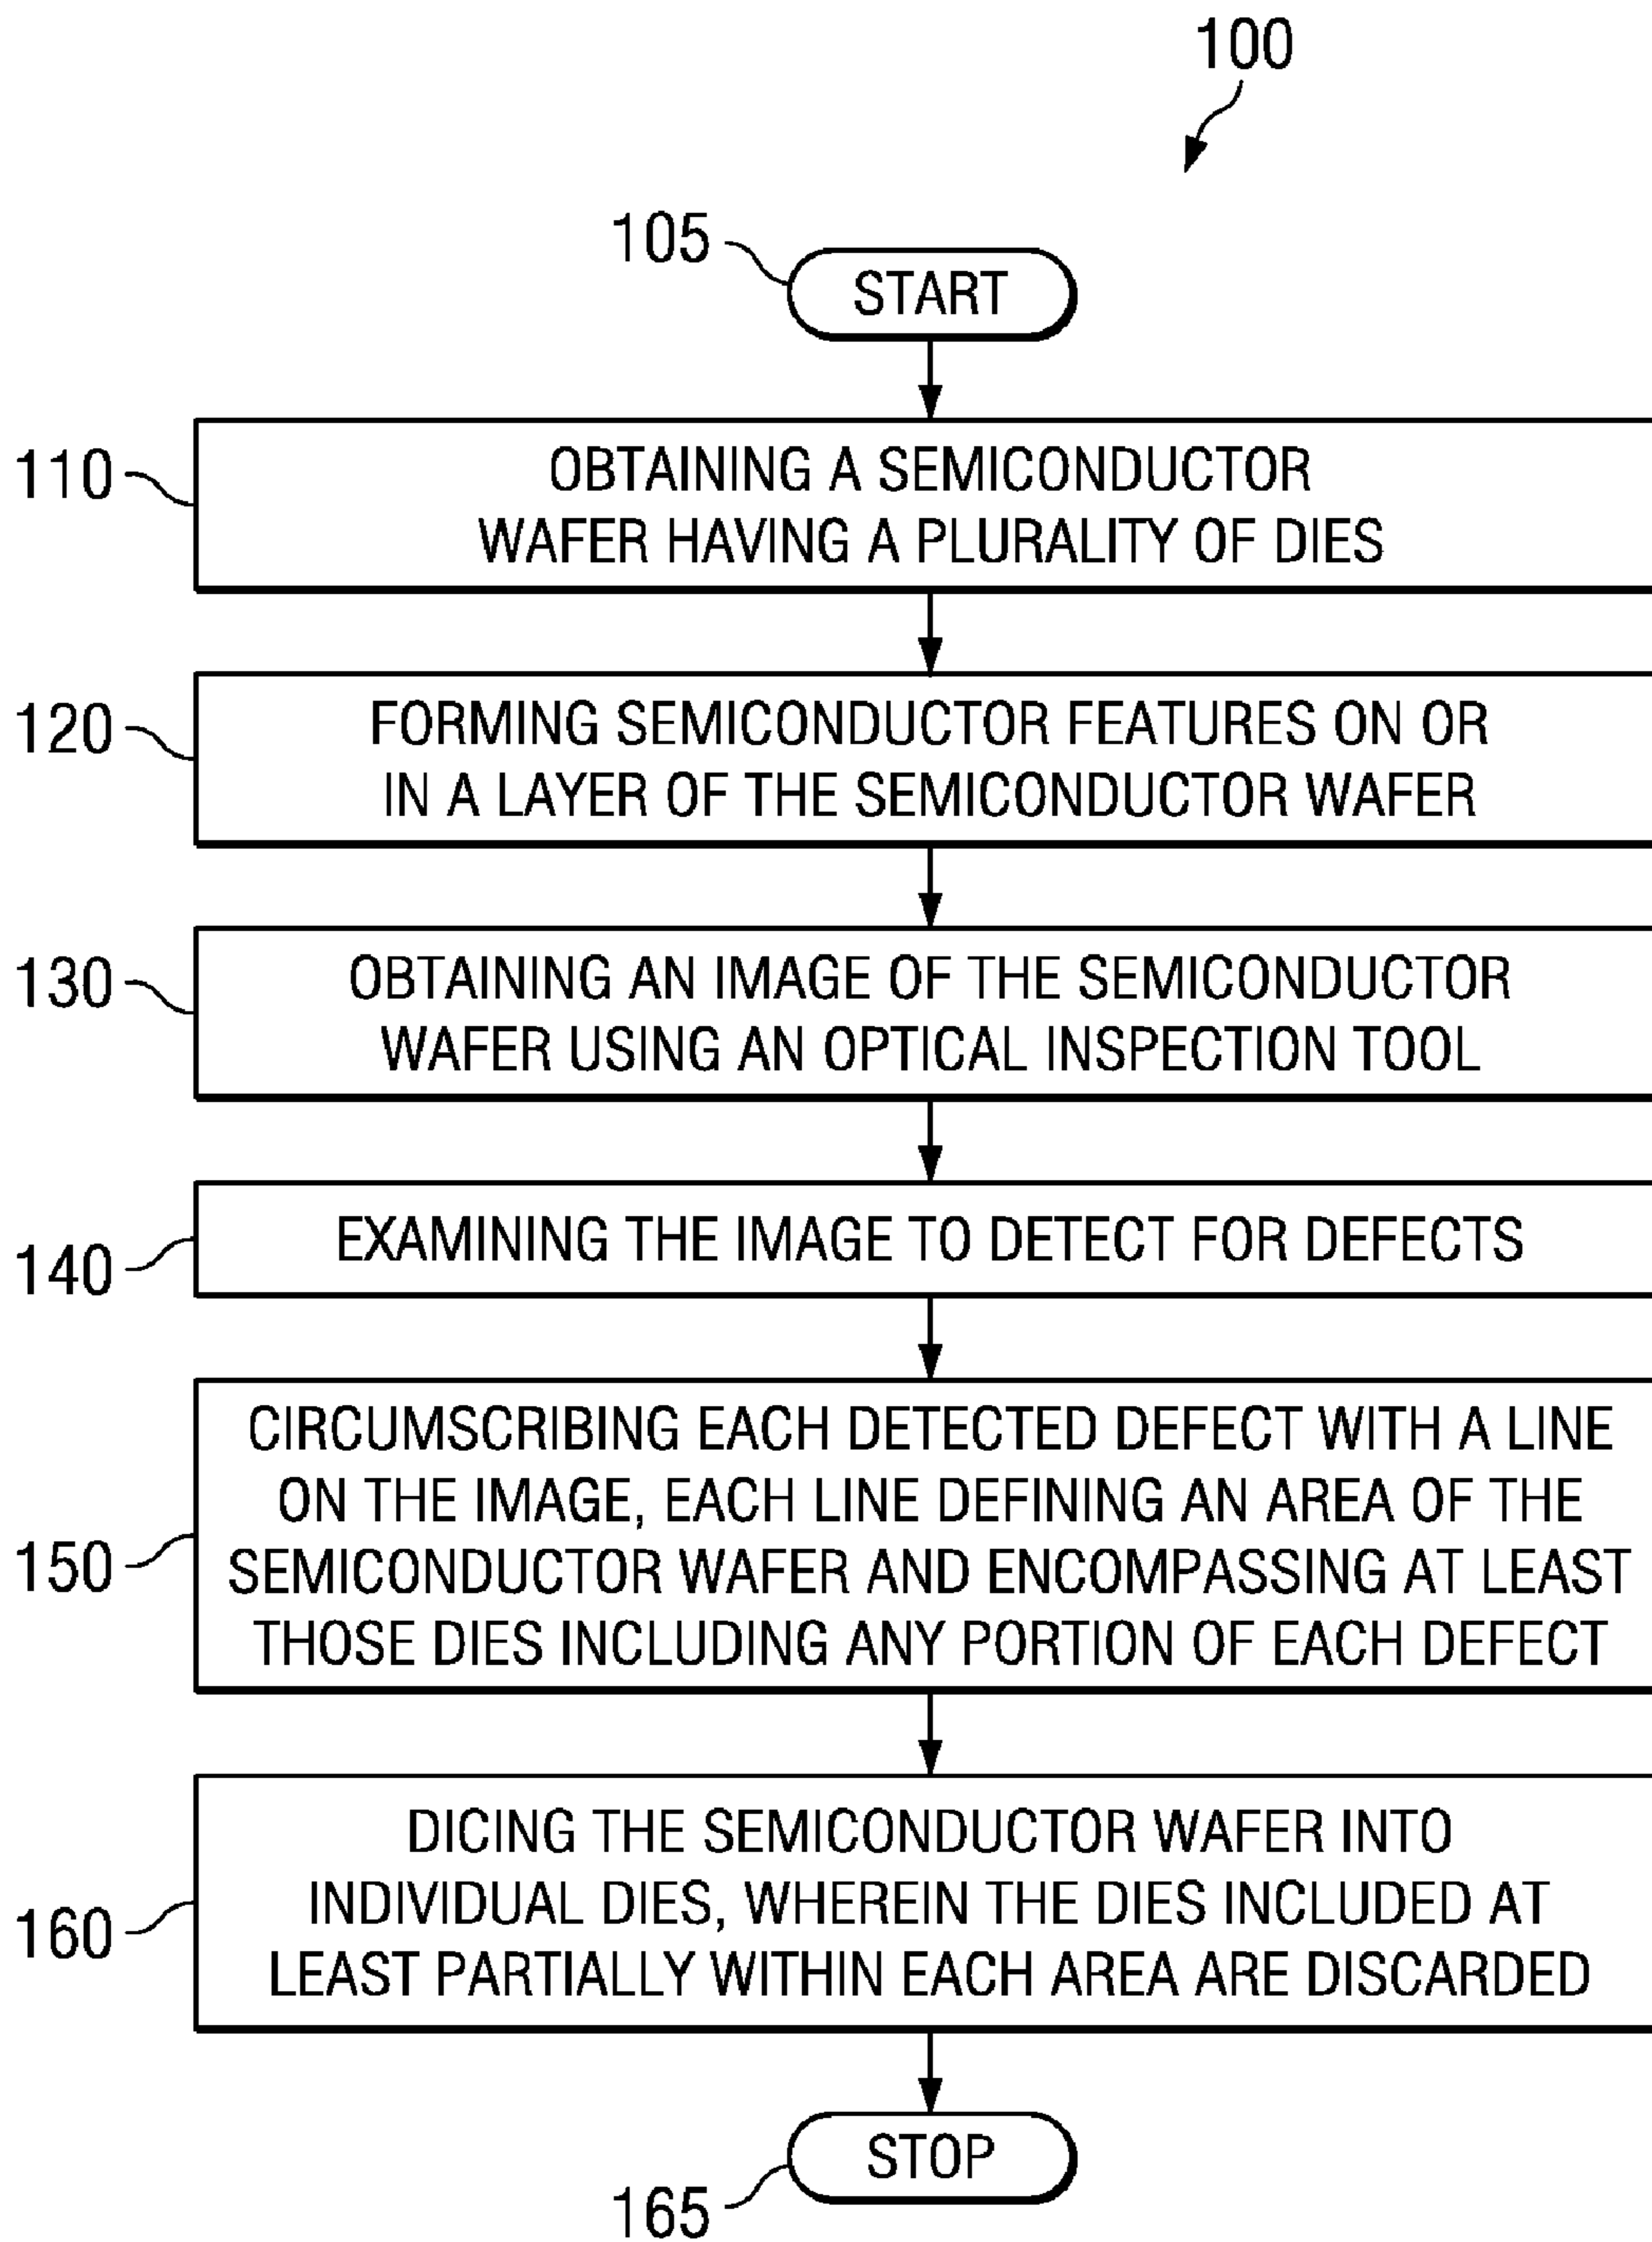 100
105
START
110
OBTAINING A SEMICONDUCTOR
WAFER HAVING A PLURALITY OF DIES
120
FORMING SEMICONDUCTOR FEATURES ON OR
IN A LAYER OF THE SEMICONDUCTOR WAFER
130
OBTAINING AN IMAGE OF THE SEMICONDUCTOR
WAFER USING AN OPTICAL INSPECTION TOOL
140
EXAMINING THE IMAGE TO DETECT FOR DEFECTS
150
CIRCUMSCRIBING EACH DETECTED DEFECT WITH A LINE
ON THE IMAGE, EACH LINE DEFINING AN AREA OF THE
SEMICONDUCTOR WAFER AND ENCOMPASSING AT LEAST
THOSE DIES INCLUDING ANY PORTION OF EACH DEFECT
160
DICING THE SEMICONDUCTOR WAFER INTO
INDIVIDUAL DIES, WHEREIN THE DIES INCLUDED AT
LEAST PARTIALLY WITHIN EACH AREA ARE DISCARDED
STOP
165